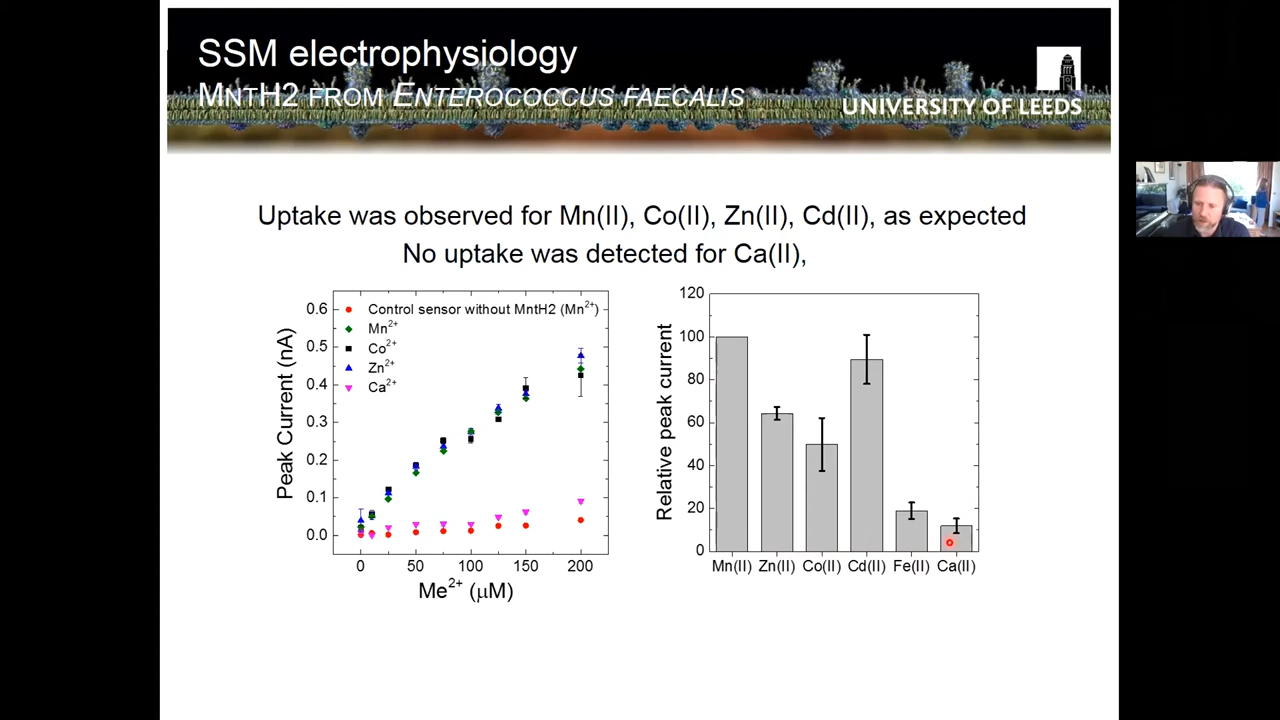 SSM electrophysiology
MNTH2 FROM ENTEROCOCCUS FAECALIS
UNIVERSITY OF LEEDS
Uptake was observed for Mn(II), Co(II), Zn(II), Cd(II), as expected
No uptake was detected for Ca(II),
Peak Current (nA)
0.6
0.5
0.4
0.3
0.2
0.1
0.0
Control sensor without MntH2 (Mn²⁺)
Mn²⁺
Co²⁺
Zn²⁺
Ca²⁺
0 50 100 150 200
Me²⁺ (μM)
Relative peak current
120
100
80
60
40
20
0
Mn(II) Zn(II) Co(II) Cd(II) Fe(II) Ca(II)